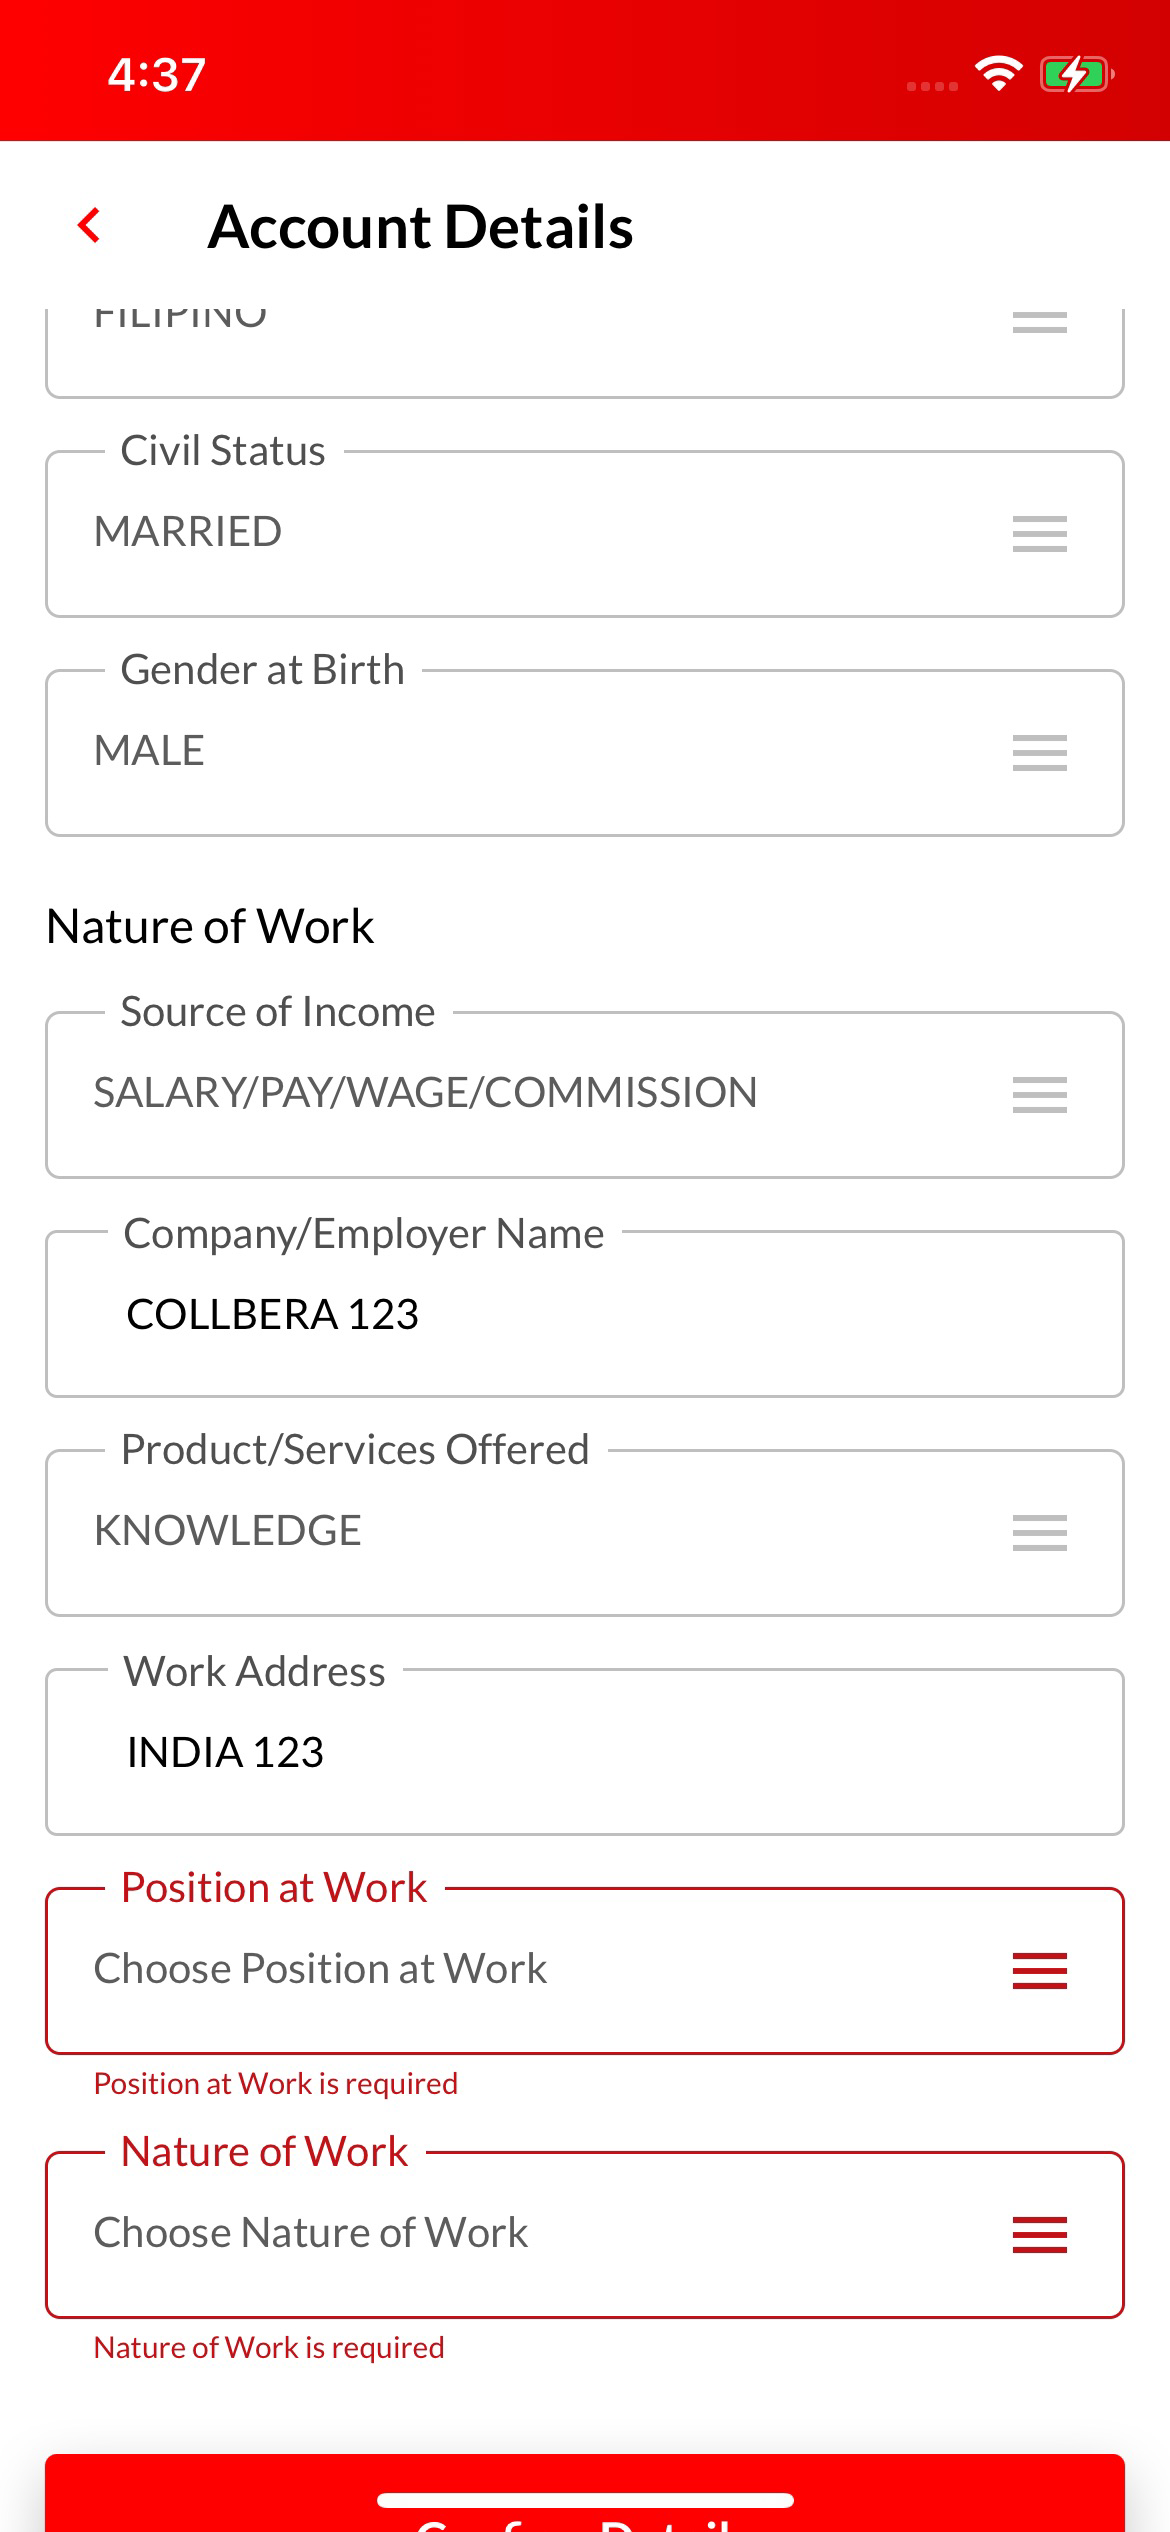 4:37
Account Details
FILIPINO
Civil Status
MARRIED
Gender at Birth
MALE
Nature of Work
Source of Income
SALARY/PAY/WAGE/COMMISSION
Company/Employer Name
COLLBERA 123
Product/Services Offered
KNOWLEDGE
Work Address
INDIA 123
Position at Work
Choose Position at Work
Position at Work is required
Nature of Work
Choose Nature of Work
Nature of Work is required